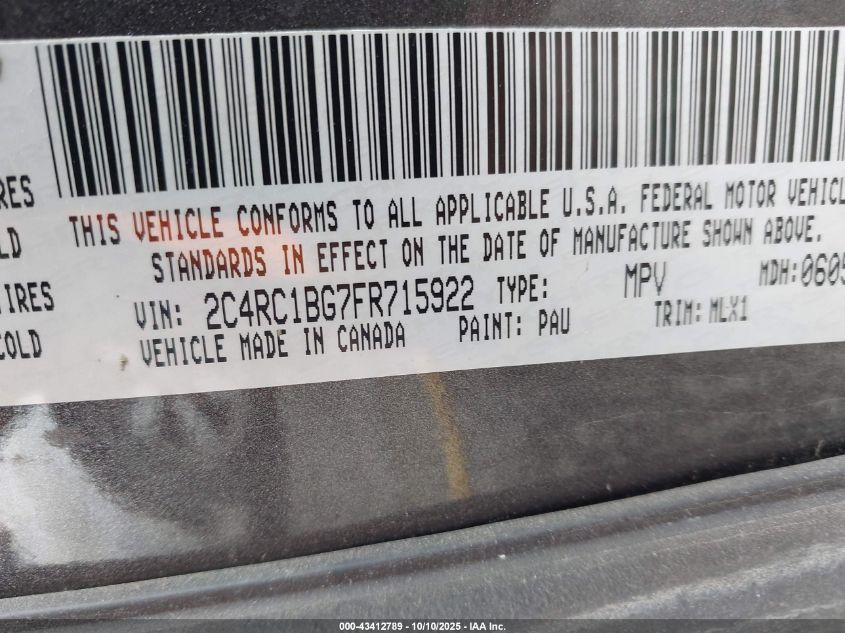 RES
THIS VEHICLE CONFORMS TO ALL APPLICABLE U.S.A. FEDERAL MOTOR VEHICL
OLD
STANDARDS IN EFFECT ON THE DATE OF MANUFACTURE SHOWN ABOVE.
IRES
VIN: 2C4RC1BG7FR715922 TYPE: MPV MDH:0605
COLD
VEHICLE MADE IN CANADA PAINT: PAU TRIM: MLX1
000-43412789 - 10/10/2025 - IAA Inc.